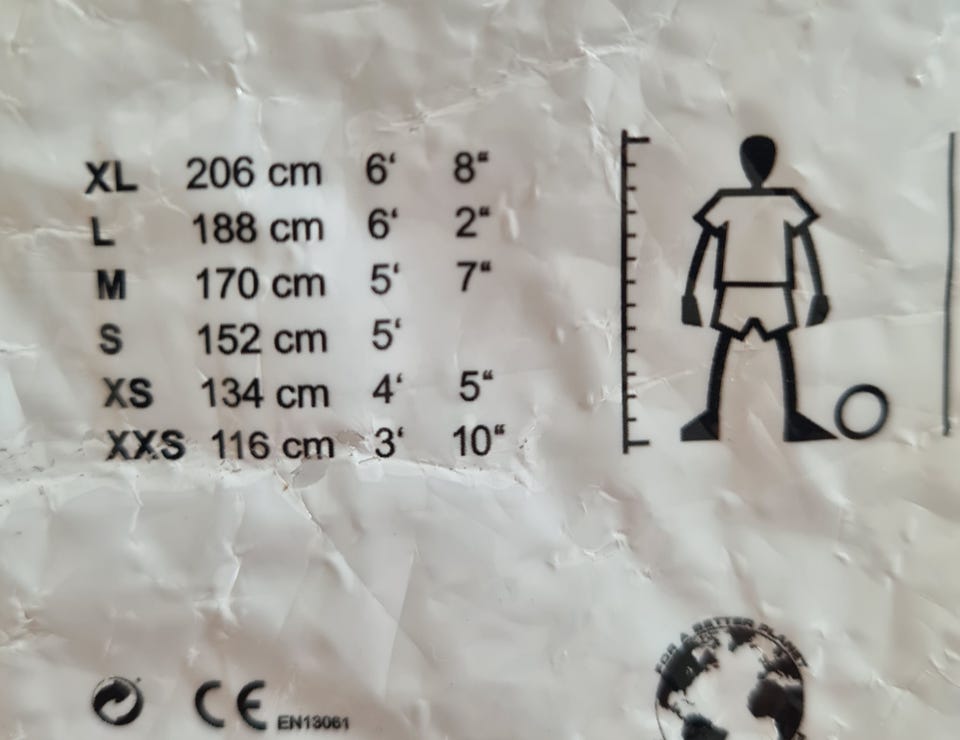 XL 206 cm 6‘ 8“
L 188 cm 6‘ 2“
M 170 cm 5‘ 7“
S 152 cm 5‘
XS 134 cm 4‘ 5“
XXS 116 cm 3‘ 10“
FOR A BETTER PLANET
CE EN13061